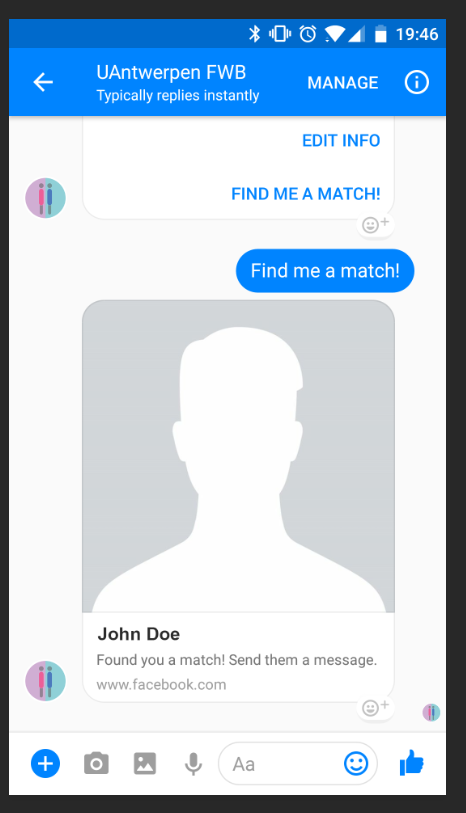 19:46
UAntwerpen FWB
Typically replies instantly
MANAGE
EDIT INFO
FIND ME A MATCH!
Find me a match!
John Doe
Found you a match! Send them a message.
www.facebook.com
Aa